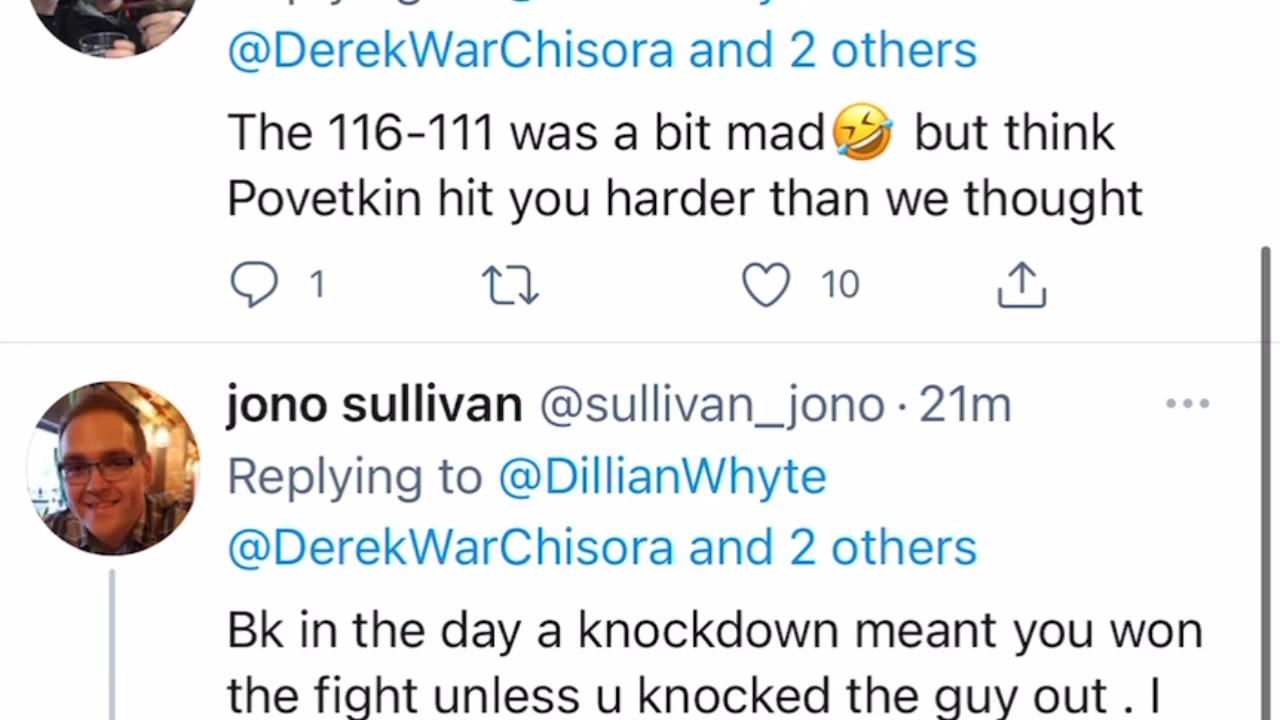 @DerekWarChisora and 2 others
The 116-111 was a bit mad🤣 but think
Povetkin hit you harder than we thought
1 10
jono sullivan @sullivan_jono · 21m
Replying to @DillianWhyte
@DerekWarChisora and 2 others
Bk in the day a knockdown meant you won
the fight unless u knocked the guy out . I